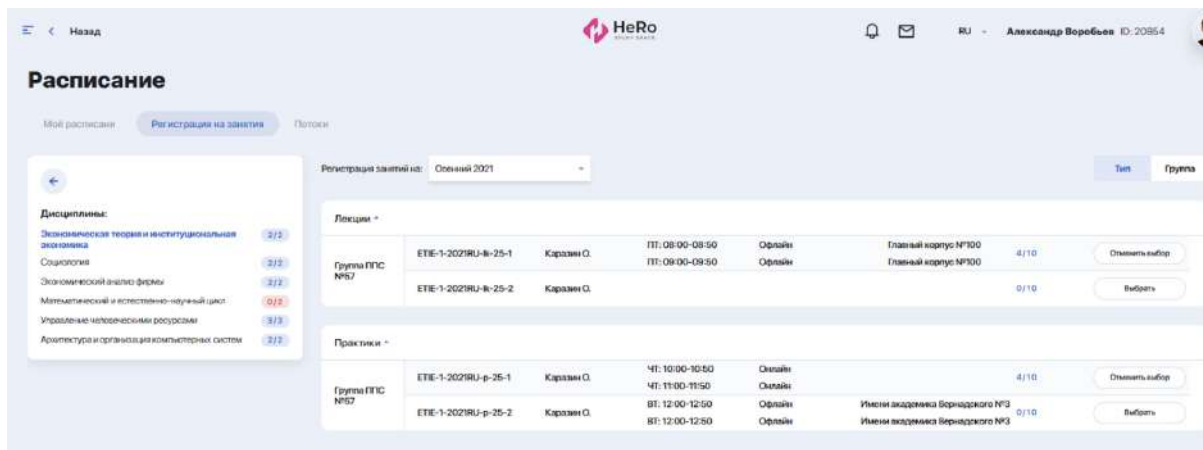 Назад
HeRo
RU
Александр Воробьев ID: 20854
Расписание
Моё расписани
Регистрация на занятия
Потоки
Дисциплины:
Экономическая теория и институциональная
экономика
2/2
Социология
2/2
Экономический анализ фирмы
2/2
Математический и естественно-научный цикл
0/2
Управление человеческими ресурсами
3/3
Архитектура и организация компьютерных систем
2/2
Регистрация занятий на:
Осенний 2021
Тип
Группа
Лекции
Группа ППС
№67
ETIE-1-2021RU-lk-25-1
Каразин О.
ПТ: 08:00-08:50
Офлайн
Главный корпус №100
ПТ: 09:00-09:50
Офлайн
Главный корпус №100
4/10
Отменить выбор
ETIE-1-2021RU-lk-25-2
Каразин О.
0/10
Выбрать
Практики
Группа ППС
№67
ETIE-1-2021RU-p-25-1
Каразин О.
ЧТ: 10:00-10:50
Онлайн
ЧТ: 11:00-11:50
Онлайн
4/10
Отменить выбор
ETIE-1-2021RU-p-25-2
Каразин О.
ВТ: 12:00-12:50
Офлайн
Имени академика Вернадского №3
ВТ: 12:00-12:50
Офлайн
Имени академика Вернадского №3
0/10
Выбрать